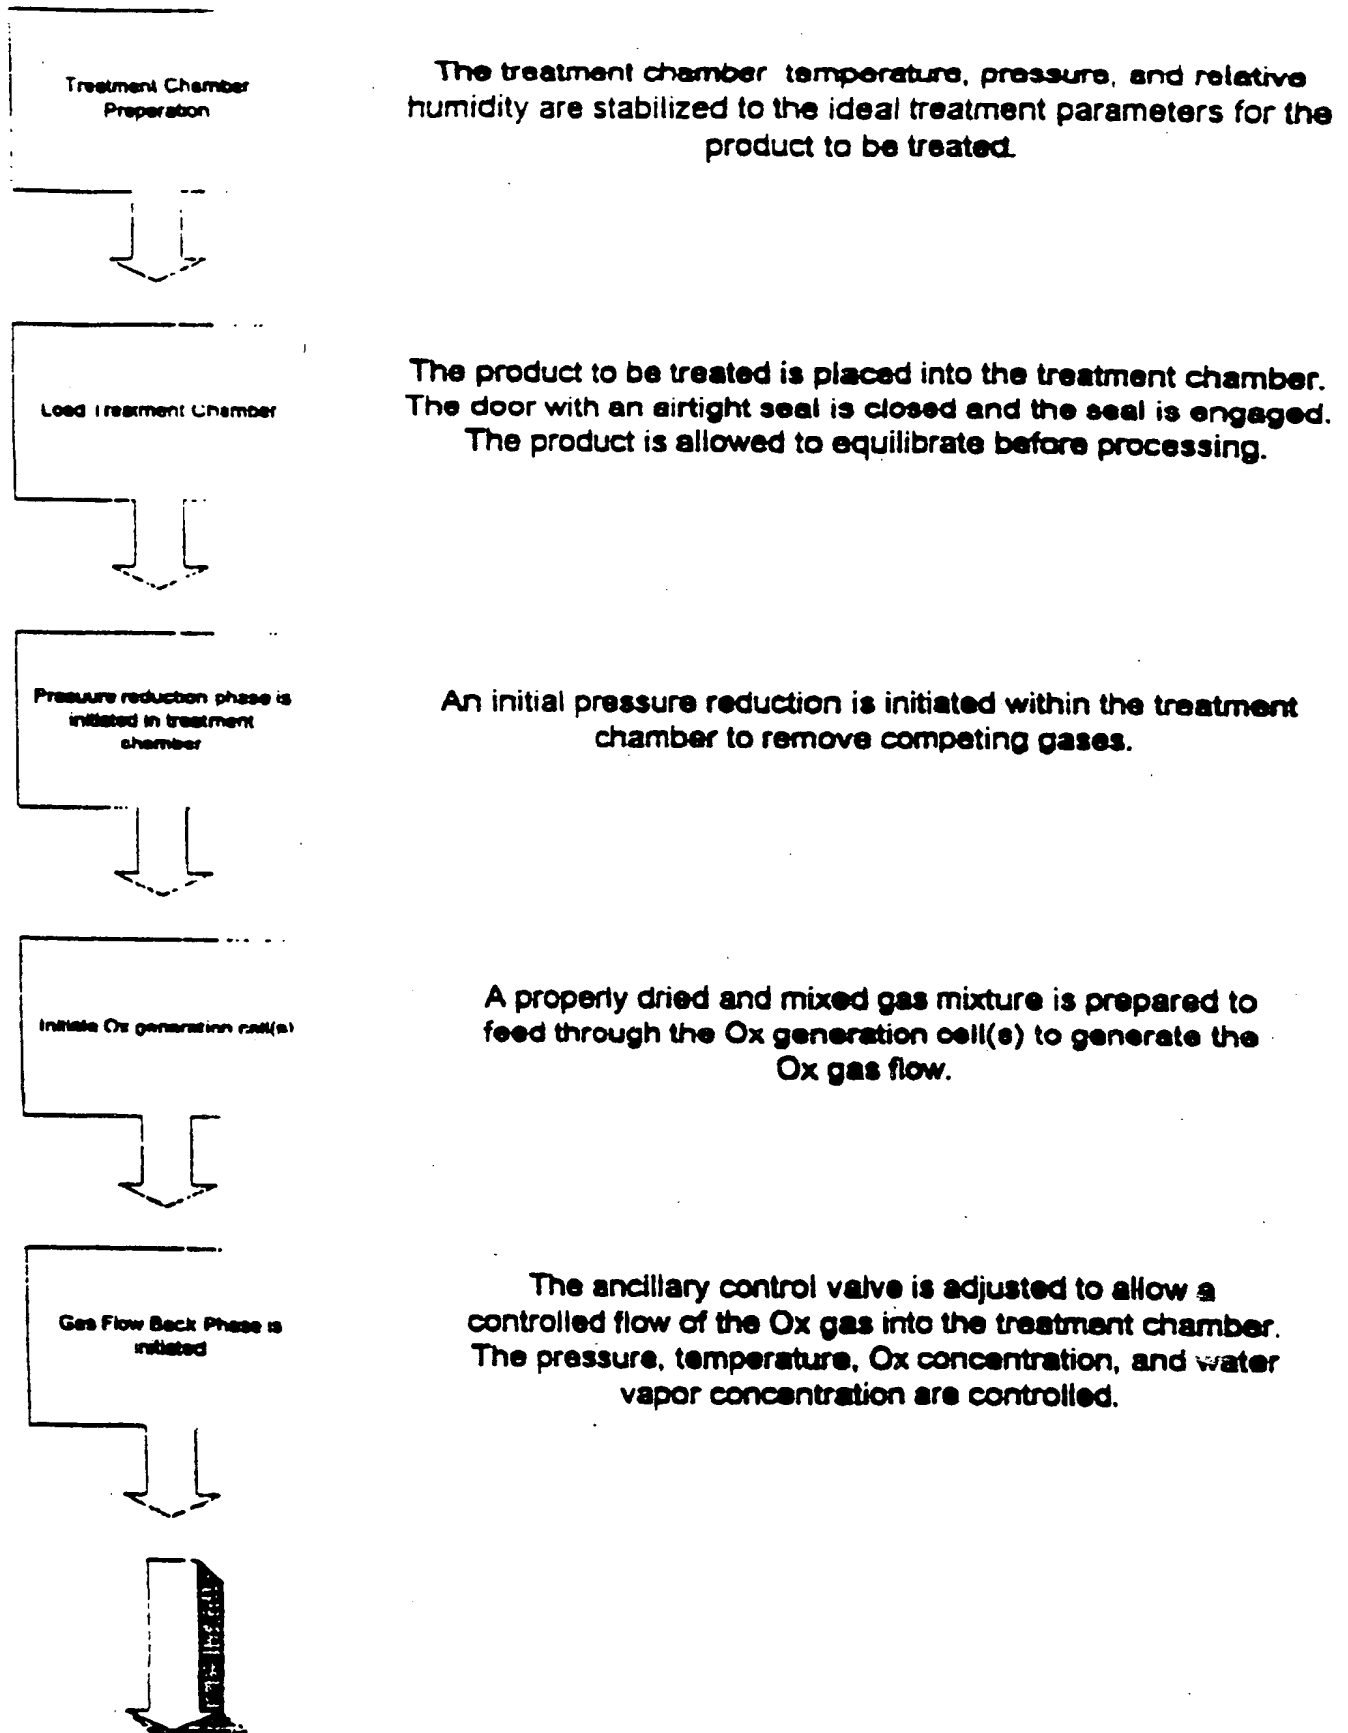 Treatment Chamber
Preparation
The treatment chamber temperature, pressure, and relative
humidity are stabilized to the ideal treatment parameters for the
product to be treated.
Load Treatment Chamber
The product to be treated is placed into the treatment chamber.
The door with an airtight seal is closed and the seal is engaged.
The product is allowed to equilibrate before processing.
Presuure reduction phase is
initiated in treatment
chamber
An initial pressure reduction is initiated within the treatment
chamber to remove competing gases.
Initiate Ox generation cell(s)
A properly dried and mixed gas mixture is prepared to
feed through the Ox generation cell(s) to generate the
Ox gas flow.
Gas Flow Back Phase is
initiated
The ancillary control valve is adjusted to allow a
controlled flow of the Ox gas into the treatment chamber.
The pressure, temperature, Ox concentration, and water
vapor concentration are controlled.